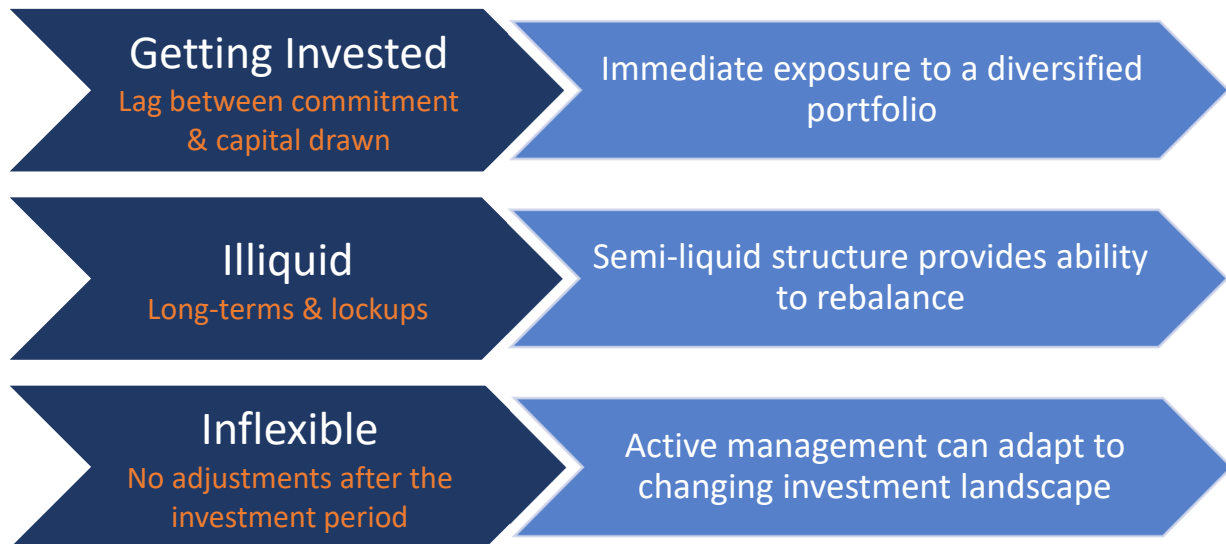 Getting Invested
Lag between commitment
& capital drawn
Immediate exposure to a diversified
portfolio
Illiquid
Long-terms & lockups
Semi-liquid structure provides ability
to rebalance
Inflexible
No adjustments after the
investment period
Active management can adapt to
changing investment landscape